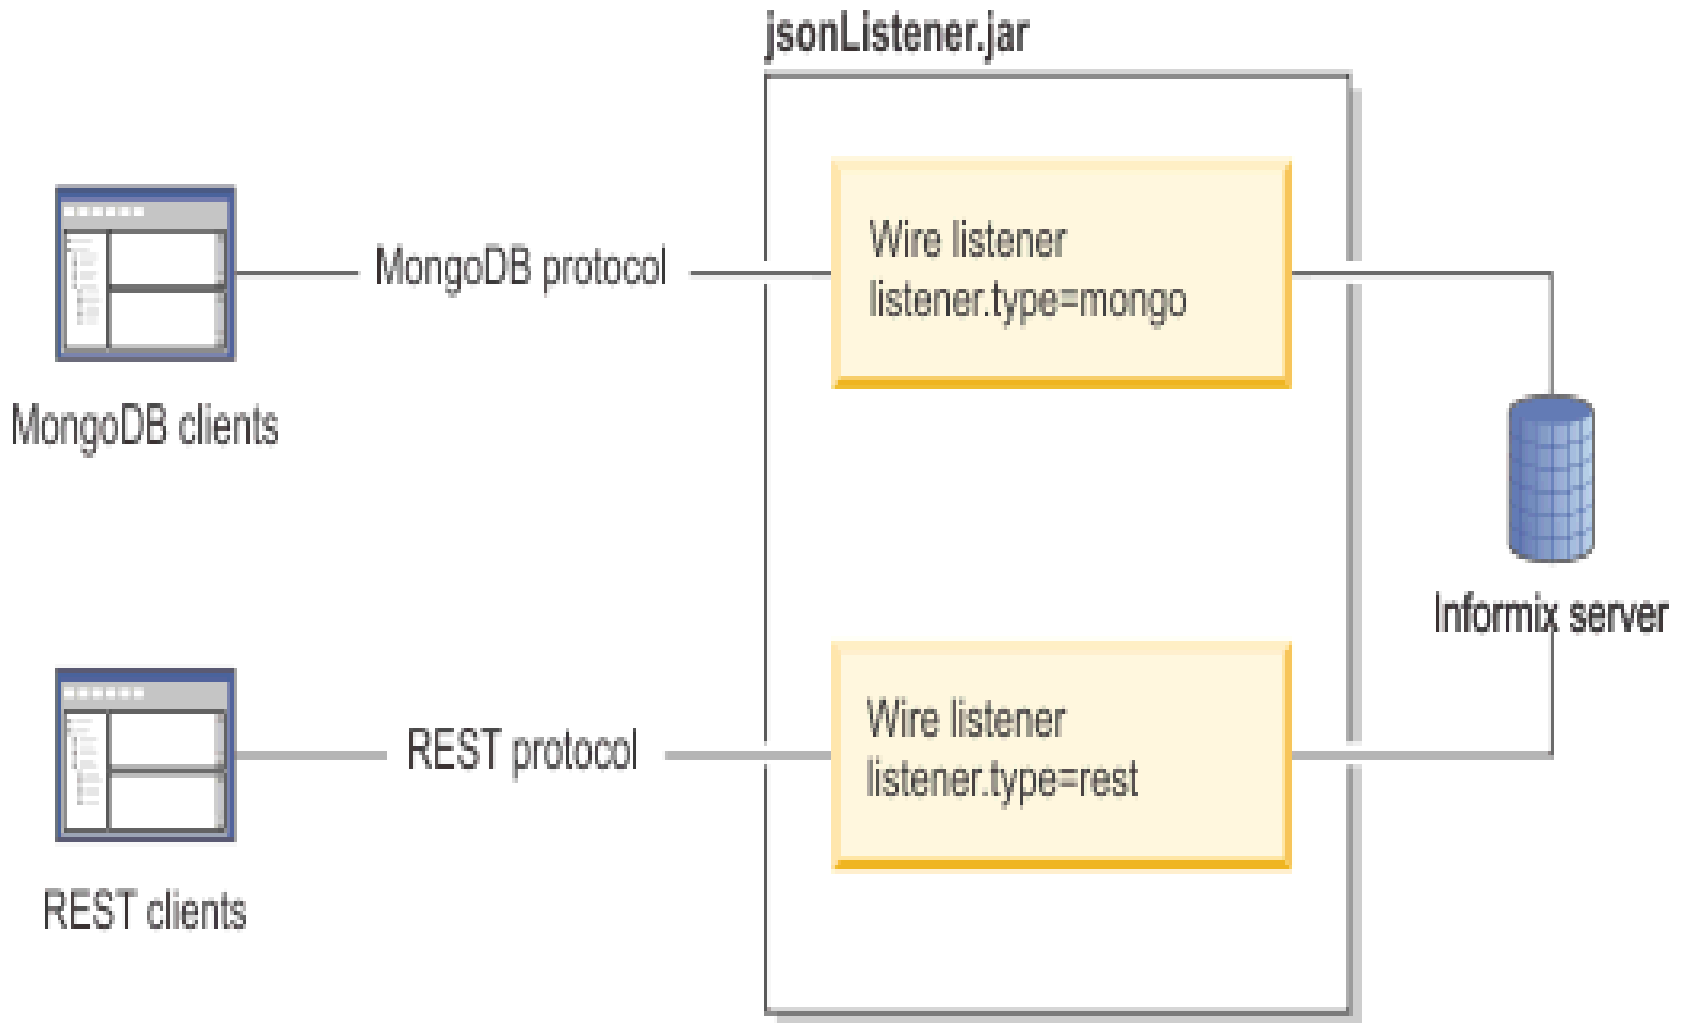 jsonListener.jar
MongoDB protocol
Wire listener
listener.type=mongo
MongoDB clients
Informix server
REST protocol
Wire listener
listener.type=rest
REST clients